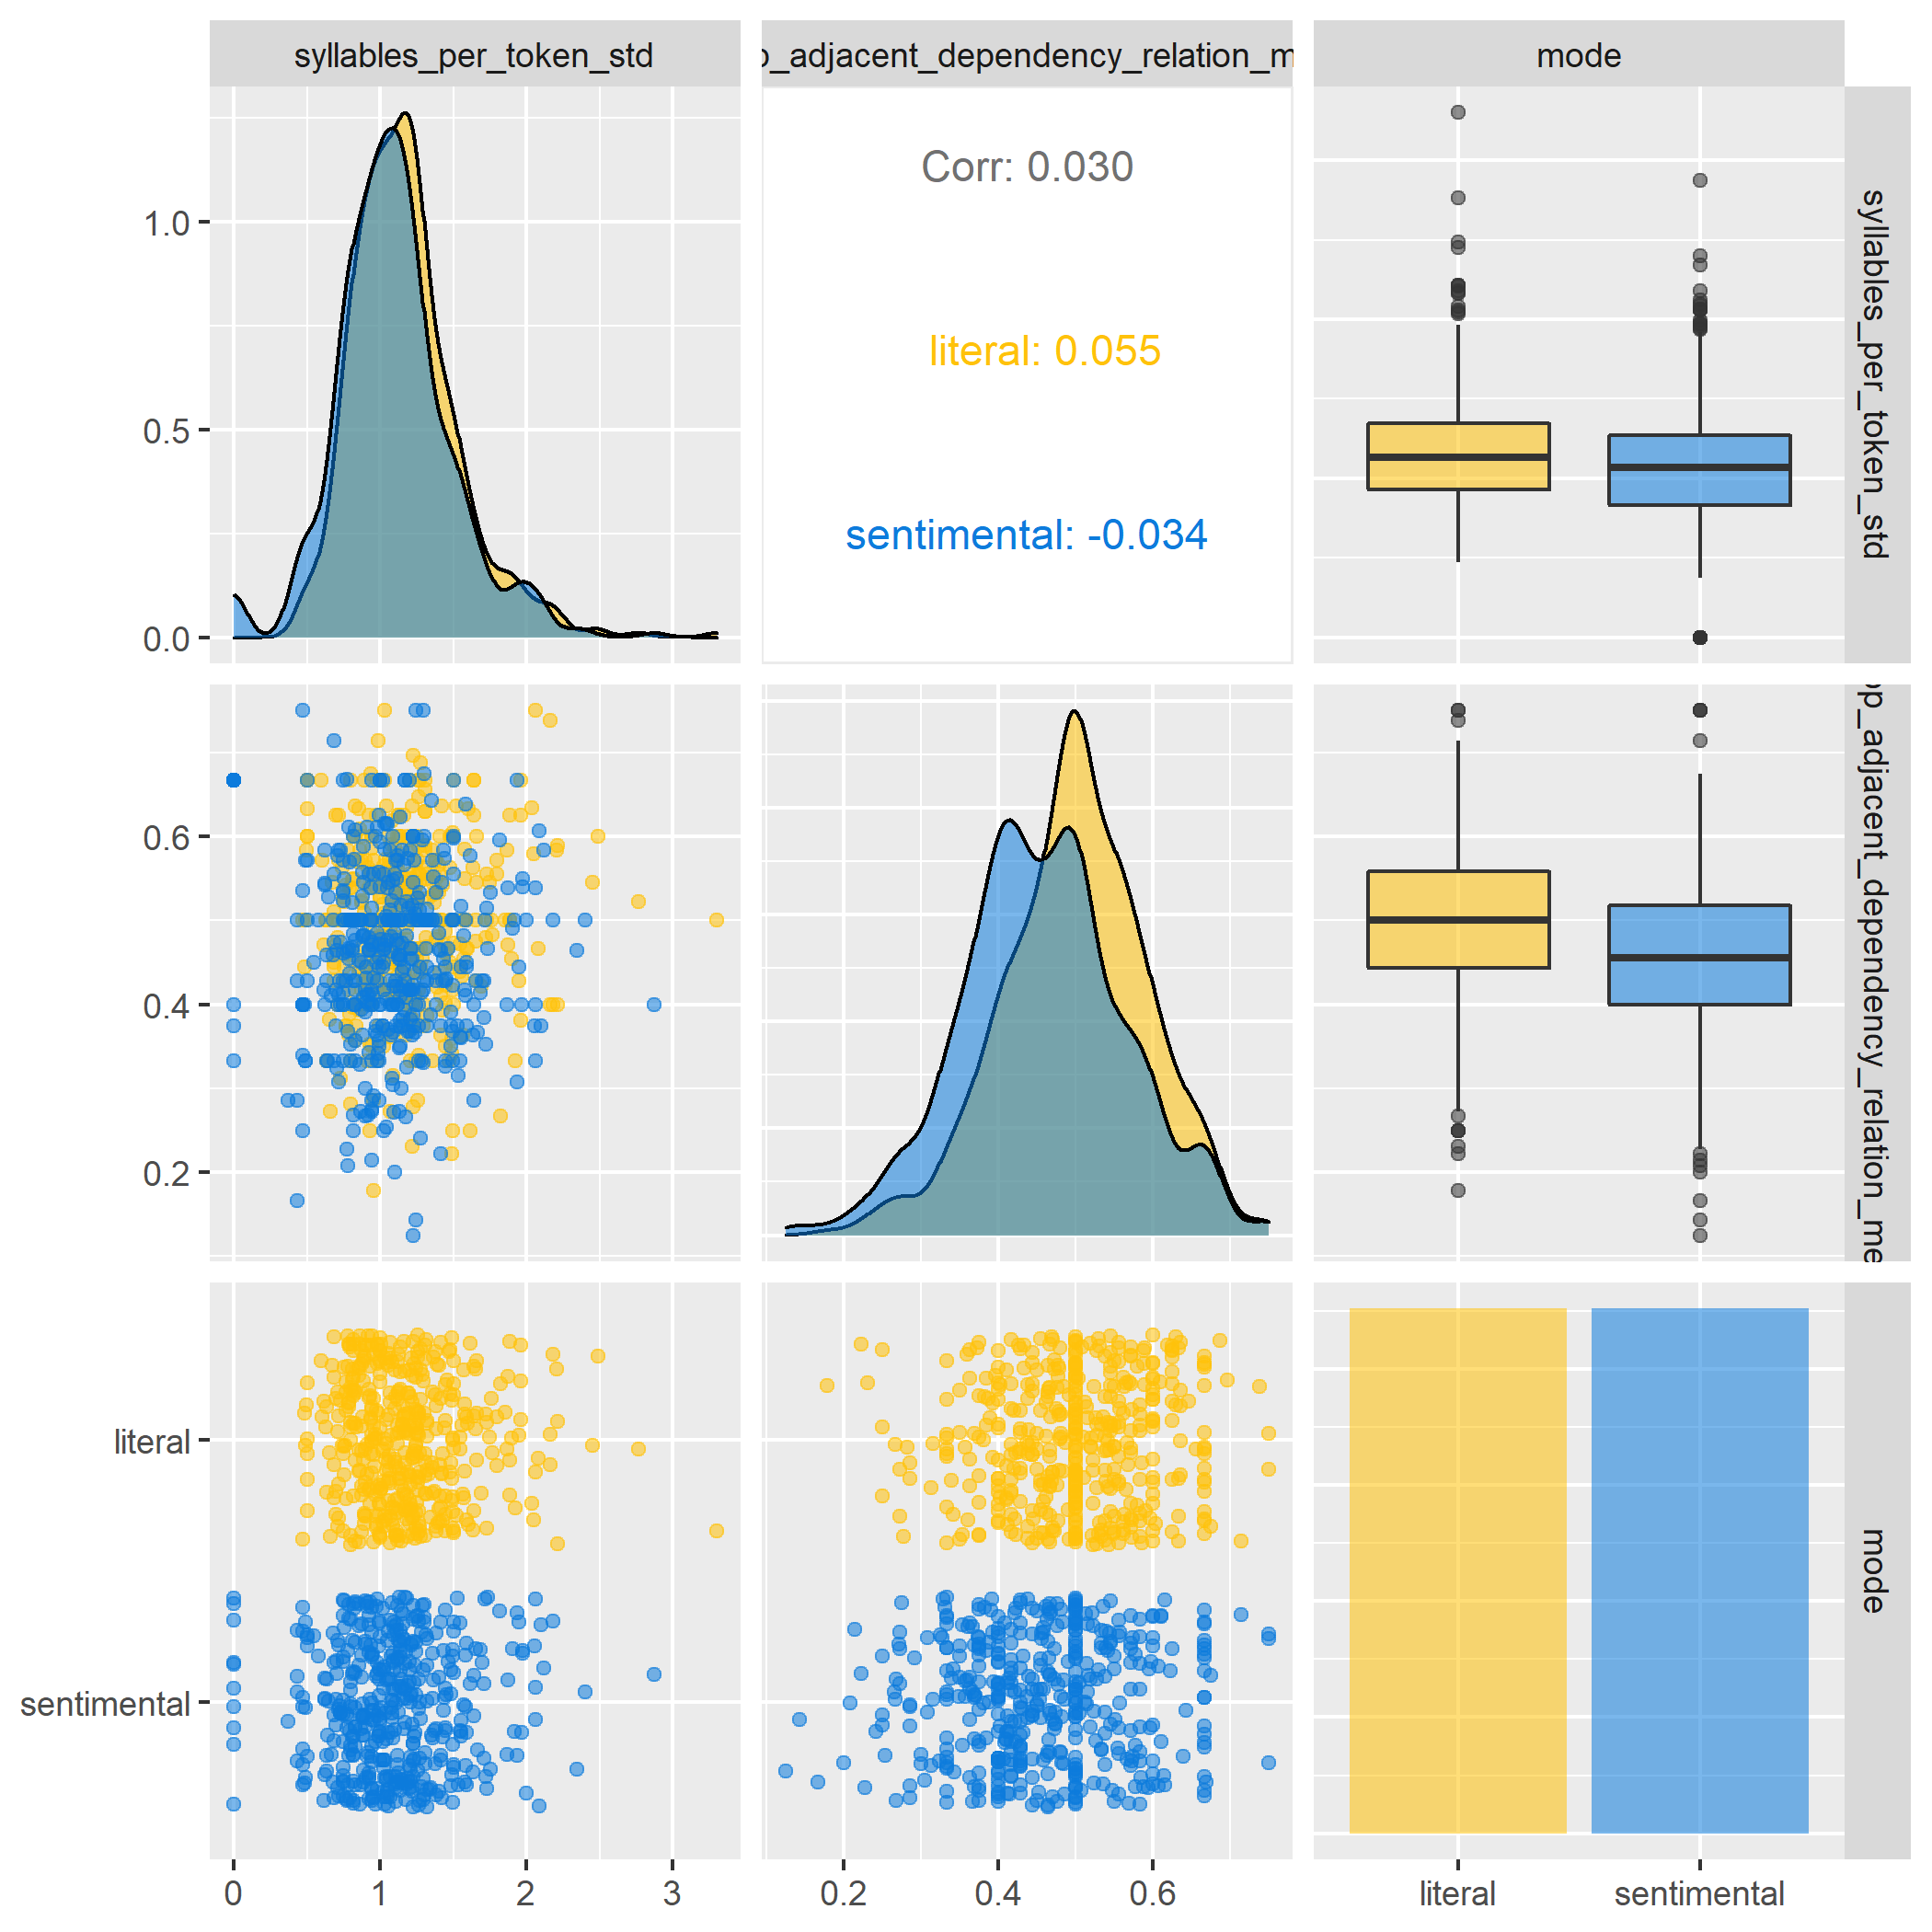 syllables_per_token_std
_adjacent_dependency_relation_m
mode
1.0
0.5
0.0
Corr: 0.030
literal: 0.055
sentimental: -0.034
syllables_per_token_std
0.6
0.4
0.2
p_adjacent_dependency_relation_me
literal
sentimental
mode
0 1 2 3
0.2 0.4 0.6
literal sentimental